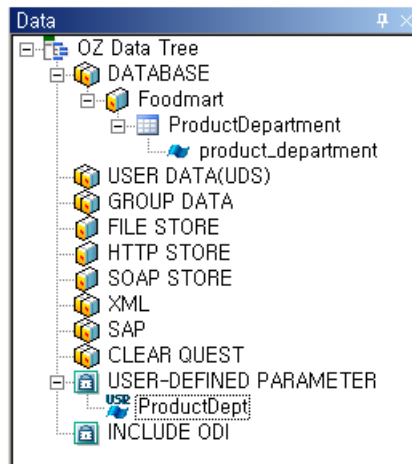 Data
OZ Data Tree
DATABASE
Foodmart
ProductDepartment
product_department
USER DATA(UDS)
GROUP DATA
FILE STORE
HTTP STORE
SOAP STORE
XML
SAP
CLEAR QUEST
USER-DEFINED PARAMETER
USR ProductDept
INCLUDE ODI